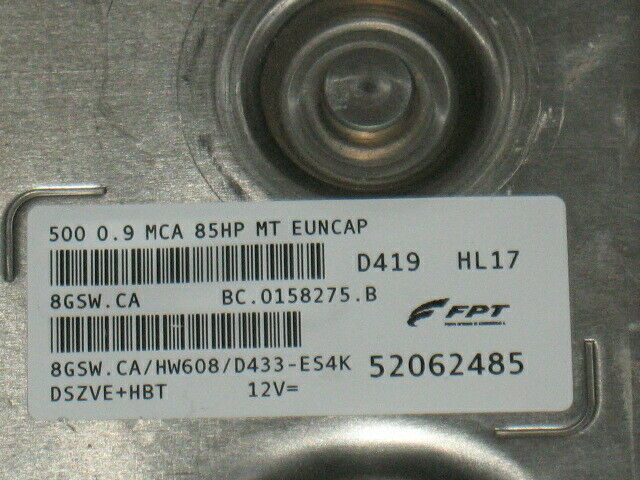 500 0.9 MCA 85HP MT EUNCAP
D419 HL17
8GSW.CA BC.0158275.B
FPT
8GSW.CA/HW608/D433-ES4K 52062485
DSZVE+HBT 12V=